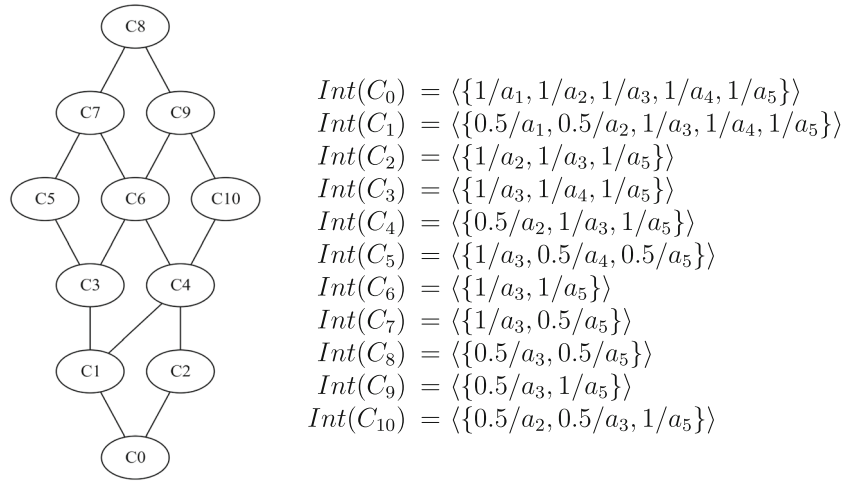 C8
C7 C9
C5 C6 C10
C3 C4
C1 C2
C0
Int(C₀) = ⟨{1/a₁, 1/a₂, 1/a₃, 1/a₄, 1/a₅}⟩
Int(C₁) = ⟨{0.5/a₁, 0.5/a₂, 1/a₃, 1/a₄, 1/a₅}⟩
Int(C₂) = ⟨{1/a₂, 1/a₃, 1/a₅}⟩
Int(C₃) = ⟨{1/a₃, 1/a₄, 1/a₅}⟩
Int(C₄) = ⟨{0.5/a₂, 1/a₃, 1/a₅}⟩
Int(C₅) = ⟨{1/a₃, 0.5/a₄, 0.5/a₅}⟩
Int(C₆) = ⟨{1/a₃, 1/a₅}⟩
Int(C₇) = ⟨{1/a₃, 0.5/a₅}⟩
Int(C₈) = ⟨{0.5/a₃, 0.5/a₅}⟩
Int(C₉) = ⟨{0.5/a₃, 1/a₅}⟩
Int(C₁₀) = ⟨{0.5/a₂, 0.5/a₃, 1/a₅}⟩